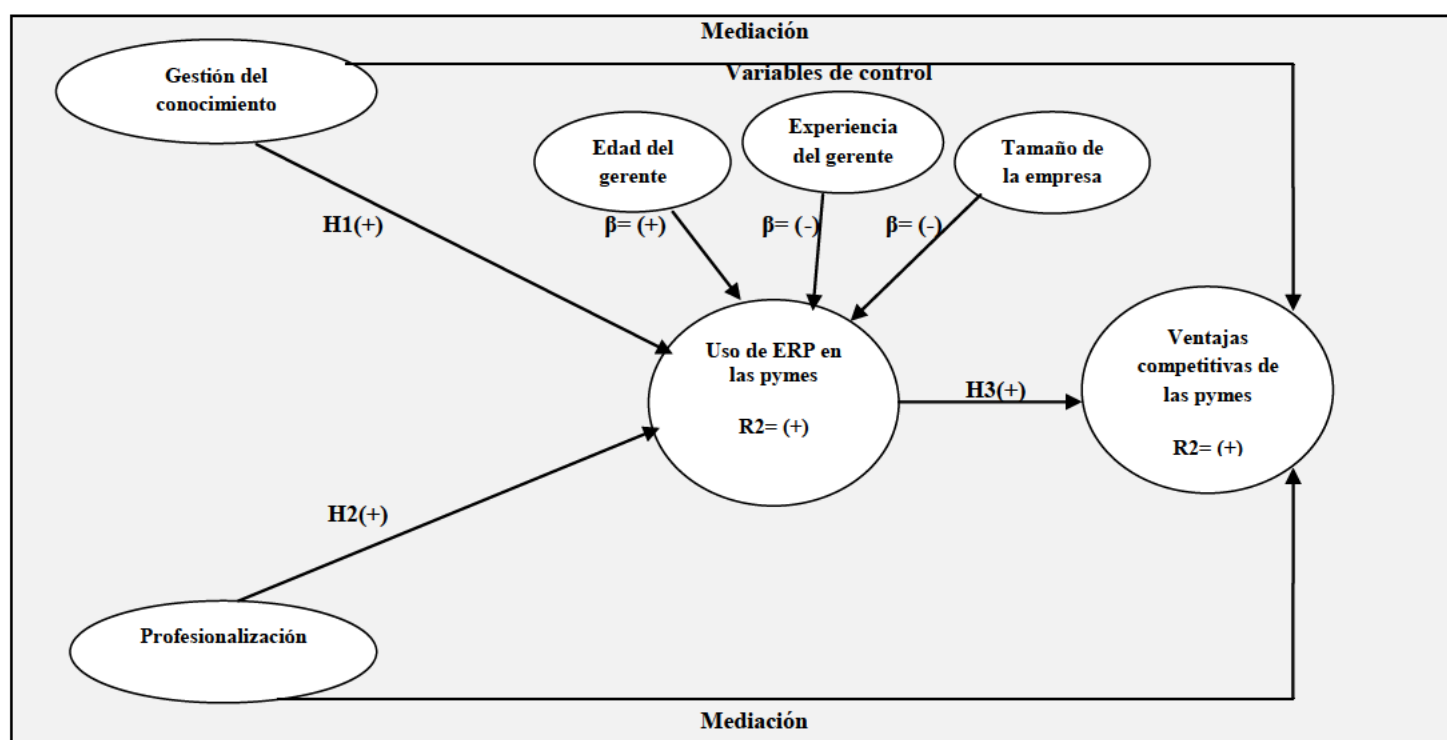 Mediación
Gestión del
conocimiento
Variables de control
Edad del
gerente
Experiencia
del gerente
Tamaño de
la empresa
H1(+)
β= (+)
β= (-)
β= (-)
Uso de ERP en
las pymes
R2= (+)
H3(+)
Ventajas
competitivas de
las pymes
R2= (+)
H2(+)
Profesionalización
Mediación